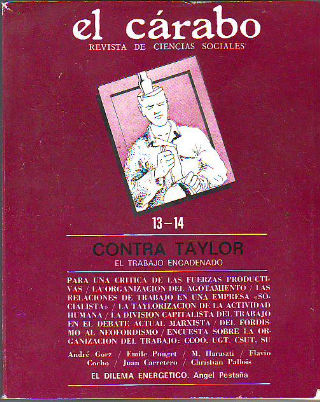 el cárabo
REVISTA DE CIENCIAS SOCIALES
13-14
CONTRA TAYLOR
EL TRABAJO ENCADENADO
PARA UNA CRITICA DE LAS FUERZAS PRODUCTI-
VAS / LA ORGANIZACION DEL AGOTAMIENTO / LAS
RELACIONES DE TRABAJO EN UNA EMPRESA «SO-
CIALISTA» / LA TAYLORIZACION DE LA ACTIVIDAD
HUMANA / LA DIVISION CAPITALISTA DEL TRABAJO
EN EL DEBATE ACTUAL MARXISTA / DEL FORDIS-
MO AL NEOFORDISMO / ENCUESTA SOBRE LA OR-
GANIZACION DEL TRABAJO: CCOO, UGT, CSUT, SU
André Gorz / Emile Pouget / M. Haraszti / Flavio
Cocho / Juan Carretero / Christian Palloix
EL DILEMA ENERGETICO. Angel Pestaña